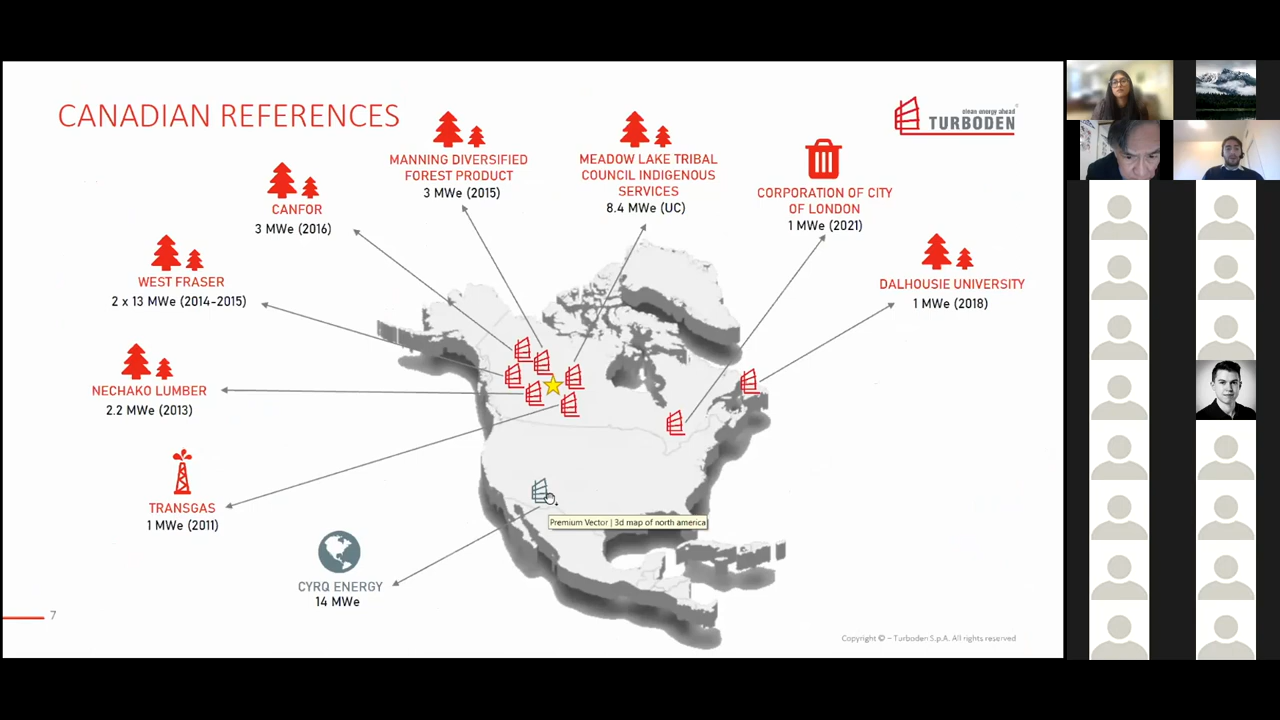 CANADIAN REFERENCES
clean energy ahead
TURBODEN
MANNING DIVERSIFIED
FOREST PRODUCT
3 MWe (2015)
MEADOW LAKE TRIBAL
COUNCIL INDIGENOUS
SERVICES
8.4 MWe (UC)
CORPORATION OF CITY
OF LONDON
1 MWe (2021)
CANFOR
3 MWe (2016)
WEST FRASER
2 x 13 MWe (2014-2015)
DALHOUSIE UNIVERSITY
1 MWe (2018)
NECHAKO LUMBER
2.2 MWe (2013)
TRANSGAS
1 MWe (2011)
Premium Vector | 3d map of north america
CYRQ ENERGY
14 MWe
7
Copyright © – Turboden S.p.A. All rights reserved